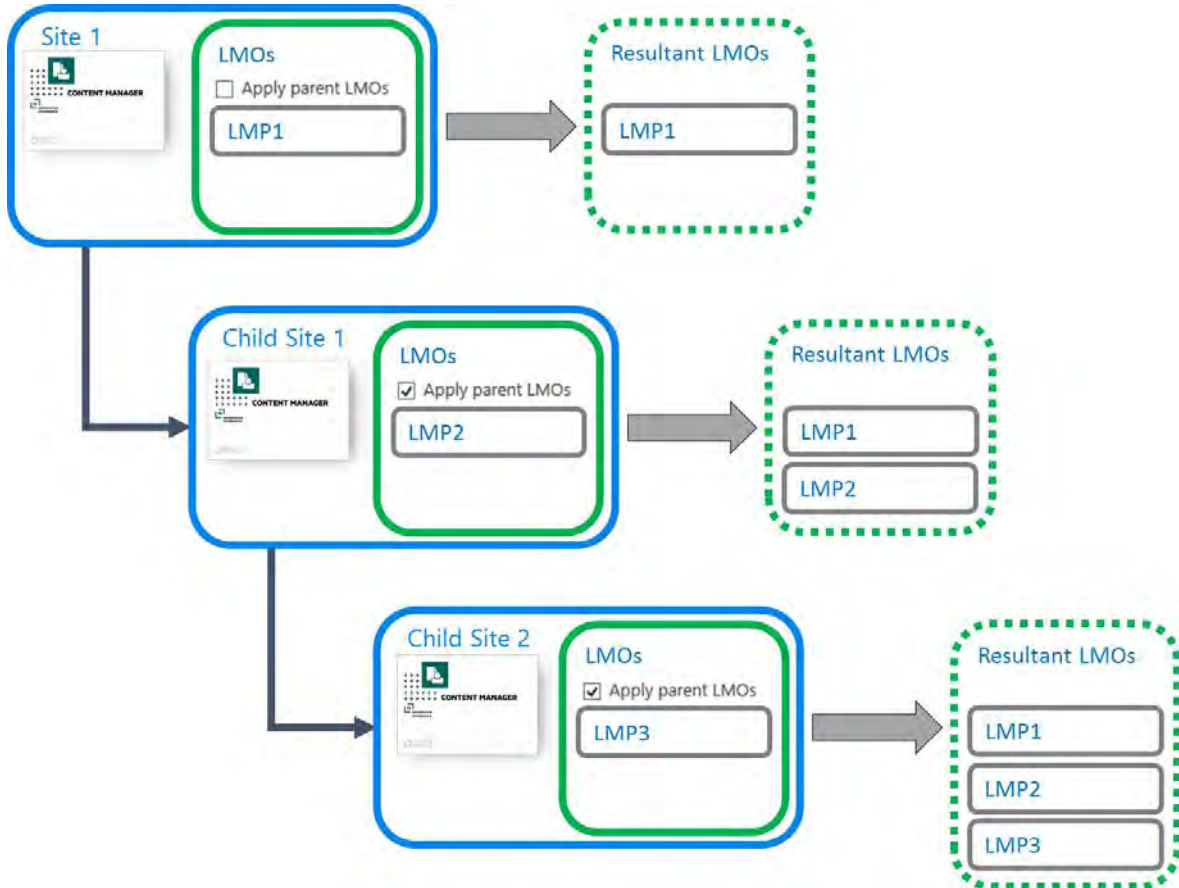 Site 1
CONTENT MANAGER
LMOs
Apply parent LMOs
LMP1
Resultant LMOs
LMP1
Child Site 1
CONTENT MANAGER
LMOs
Apply parent LMOs
LMP2
Resultant LMOs
LMP1
LMP2
Child Site 2
CONTENT MANAGER
LMOs
Apply parent LMOs
LMP3
Resultant LMOs
LMP1
LMP2
LMP3